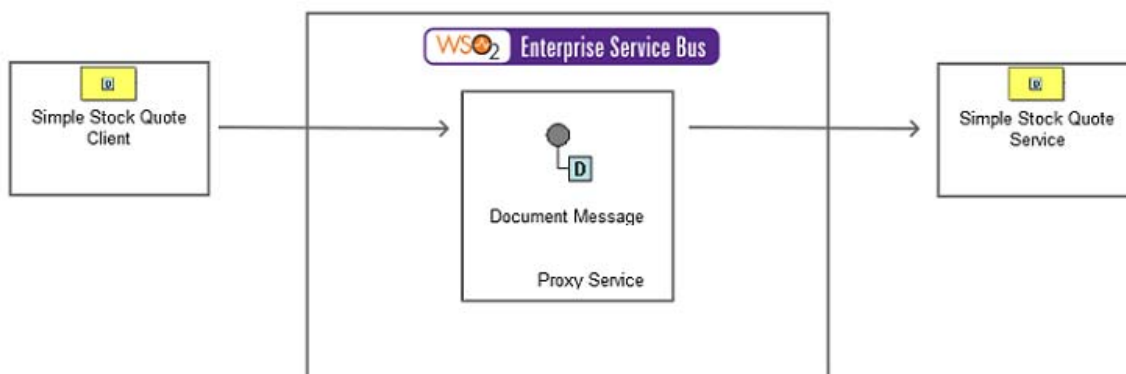 WSO2 Enterprise Service Bus
D
Simple Stock Quote
Client
D
Simple Stock Quote
Service
D
Document Message
Proxy Service